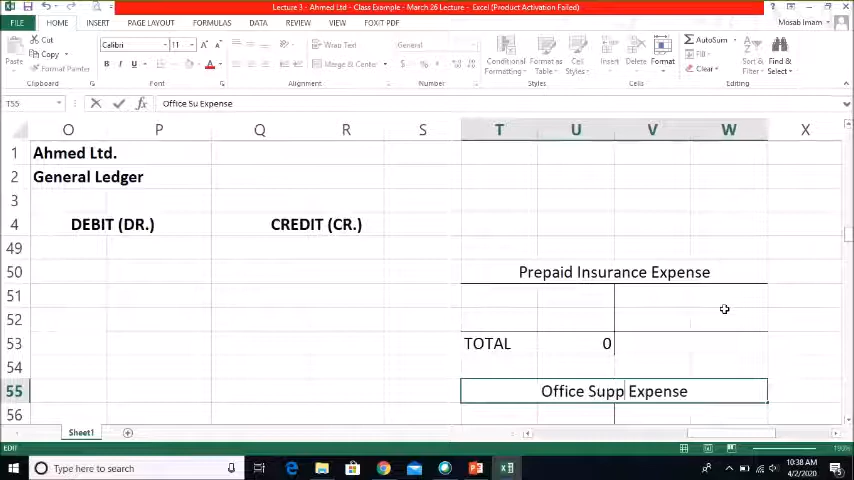 Lecture 3 - Ahmed Ltd - Class Example - March 26 Lecture - Excel (Product Activation Failed)
FILE HOME INSERT PAGE LAYOUT FORMULAS DATA REVIEW VIEW FOXIT PDF Mosab Imam
Cut
Copy
Format Painter
Paste
Clipboard
Calibri 11
B I U
Font
Wrap Text
Merge & Center
Alignment
General
Number
Conditional Formatting
Format as Table
Cell Styles
Styles
Insert Delete Format
Cells
AutoSum
Fill
Clear
Sort & Filter
Find & Select
Editing
T55 Office Su Expense
O P Q R S T U V W X
1 Ahmed Ltd.
2 General Ledger
3
4 DEBIT (DR.) CREDIT (CR.)
49
50 Prepaid Insurance Expense
51
52
53 TOTAL 0
54
55 Office Supp Expense
56
Sheet1
EDIT 190%
Type here to search
10:38 AM
4/2/2020